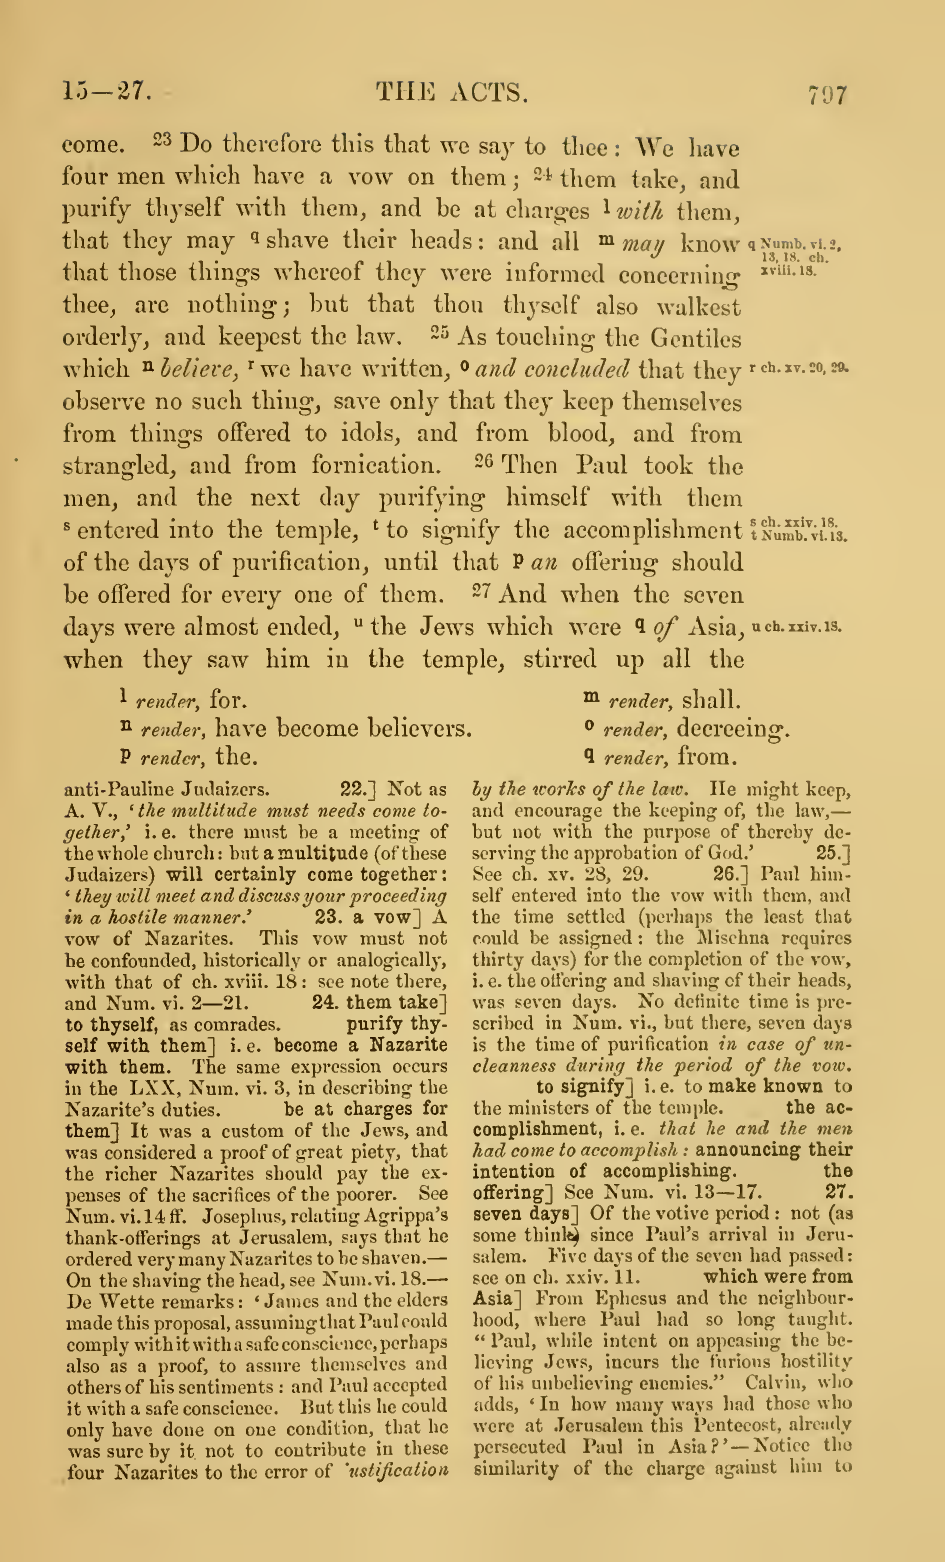 15—27.
THE ACTS.
797
come. 23 Do therefore this that we say to thee: We have
four men which have a vow on them; 24 them take, and
purify thyself with them, and be at charges l with them,
that they may q shave their heads: and all m may know
that those things whereof they were informed concerning
thee, are nothing; but that thou thyself also walkest
orderly, and keepest the law. 25 As touching the Gentiles
which n believe, r we have written, o and concluded that they
observe no such thing, save only that they keep themselves
from things offered to idols, and from blood, and from
strangled, and from fornication. 26 Then Paul took the
men, and the next day purifying himself with them
s entered into the temple, t to signify the accomplishment
of the days of purification, until that p an offering should
be offered for every one of them. 27 And when the seven
days were almost ended, u the Jews which were q of Asia,
when they saw him in the temple, stirred up all the
q Numb. vi. 2,
13, 18. ch.
xviii. 18.
r ch. xv. 20, 29.
s ch. xxiv. 18.
t Numb. vi. 13.
u ch. xxiv. 18.
l render, for.
m render, shall.
n render, have become believers.
o render, decreeing.
p render, the.
q render, from.
anti-Pauline Judaizers. 22.] Not as
A. V., ‘the multitude must needs come to-
gether,’ i. e. there must be a meeting of
the whole church: but a multitude (of these
Judaizers) will certainly come together:
‘they will meet and discuss your proceeding
in a hostile manner.’ 23. a vow] A
vow of Nazarites. This vow must not
be confounded, historically or analogically,
with that of ch. xviii. 18: see note there,
and Num. vi. 2—21. 24. them take]
to thyself, as comrades. purify thy-
self with them] i. e. become a Nazarite
with them. The same expression occurs
in the LXX, Num. vi. 3, in describing the
Nazarite's duties. be at charges for
them] It was a custom of the Jews, and
was considered a proof of great piety, that
the richer Nazarites should pay the ex-
penses of the sacrifices of the poorer. See
Num. vi. 14 ff. Josephus, relating Agrippa's
thank-offerings at Jerusalem, says that he
ordered very many Nazarites to be shaven.—
On the shaving the head, see Num. vi. 18.—
De Wette remarks: ‘James and the elders
made this proposal, assuming that Paul could
comply with it with a safe conscience, perhaps
also as a proof, to assure themselves and
others of his sentiments: and Paul accepted
it with a safe conscience. But this he could
only have done on one condition, that he
was sure by it not to contribute in these
four Nazarites to the error of 'ustification
by the works of the law. He might keep,
and encourage the keeping of, the law,—
but not with the purpose of thereby de-
serving the approbation of God.’ 25.]
See ch. xv. 28, 29. 26.] Paul him-
self entered into the vow with them, and
the time settled (perhaps the least that
could be assigned: the Mischna requires
thirty days) for the completion of the vow,
i. e. the offering and shaving of their heads,
was seven days. No definite time is pre-
scribed in Num. vi., but there, seven days
is the time of purification in case of un-
cleanness during the period of the vow.
to signify] i. e. to make known to
the ministers of the temple. the ac-
complishment, i. e. that he and the men
had come to accomplish: announcing their
intention of accomplishing. the
offering] See Num. vi. 13—17. 27.
seven days] Of the votive period: not (as
some think) since Paul's arrival in Jeru-
salem. Five days of the seven had passed:
see on ch. xxiv. 11. which were from
Asia] From Ephesus and the neighbour-
hood, where Paul had so long taught.
“Paul, while intent on appeasing the be-
lieving Jews, incurs the furious hostility
of his unbelieving enemies.” Calvin, who
adds, ‘In how many ways had those who
were at Jerusalem this Pentecost, already
persecuted Paul in Asia?’—Notice the
similarity of the charge against him to